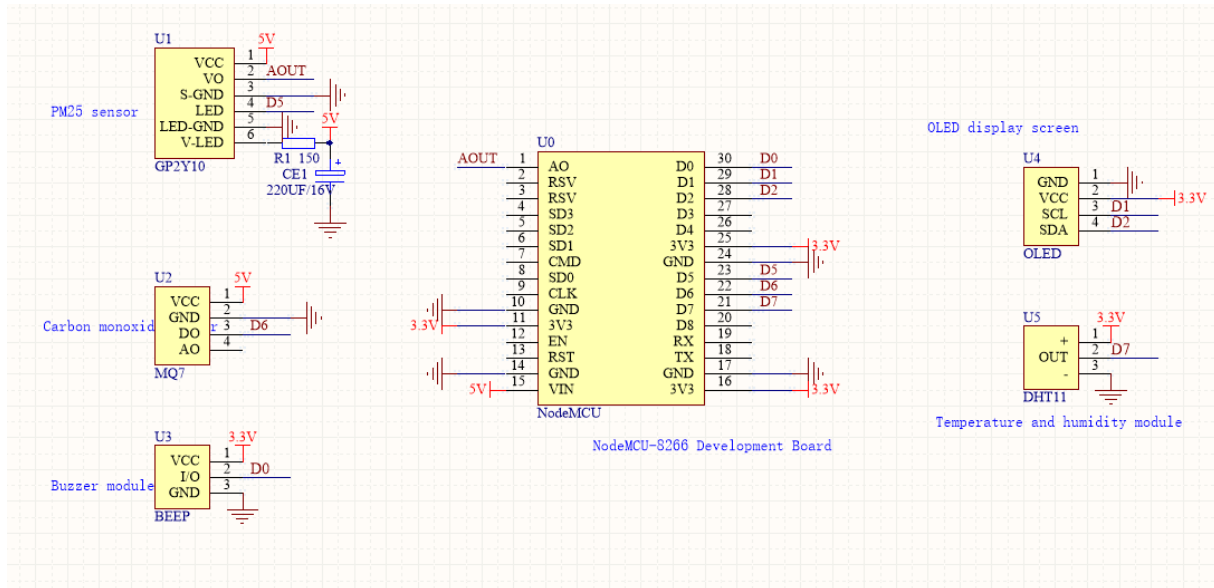 U1
5V
VCC 1
VO 2 AOUT
S-GND 3
LED 4 D5
LED-GND 5
V-LED 6
5V
R1 150
CE1
+
220UF/16V
GP2Y10
PM25 sensor
U2
5V
VCC 1
GND 2
DO 3 D6
AO 4
MQ7
Carbon
U3
3.3V
VCC 1
I/O 2 D0
GND 3
BEEP
Buzzer module
U0
AOUT 1 AO D0 30 D0
2 RSV D1 29 D1
3 RSV D2 28 D2
4 SD3 D3 27
5 SD2 D4 26
6 SD1 3V3 25 3.3V
7 CMD GND 24
8 SD0 D5 23 D5
9 CLK D6 22 D6
10 GND D7 21 D7
3.3V 11 3V3 D8 20
12 EN RX 19
13 RST TX 18
14 GND GND 17
5V 15 VIN 3V3 16 3.3V
NodeMCU
NodeMCU-8266 Development Board
OLED display screen
U4
GND 1
VCC 2 3.3V
SCL 3 D1
SDA 4 D2
OLED
U5
3.3V
+ 1
OUT 2 D7
- 3
DHT11
Temperature and humidity module